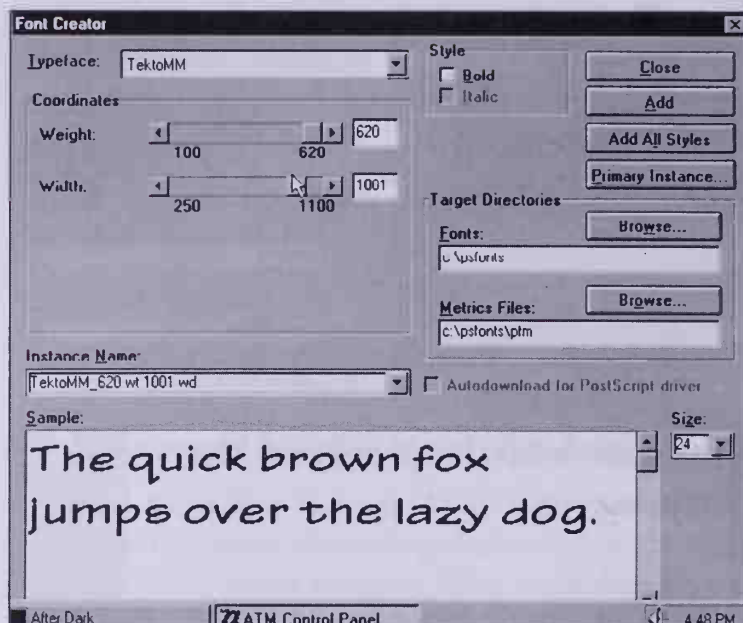 Font Creator
Typeface: TektoMM
Coordinates
Weight: 620
100 620
Width: 1001
250 1100
Style
Bold
Italic
Close
Add
Add All Styles
Primary Instance...
Target Directories
Fonts: Browse...
c:\psfonts
Metrics Files: Browse...
c:\psfonts\pfm
Instance Name:
TektoMM_620 wt 1001 wd
Autodownload for PostScript driver
Sample:
The quick brown fox
jumps over the lazy dog.
Size:
24
After Dark ATM Control Panel 4:48 PM